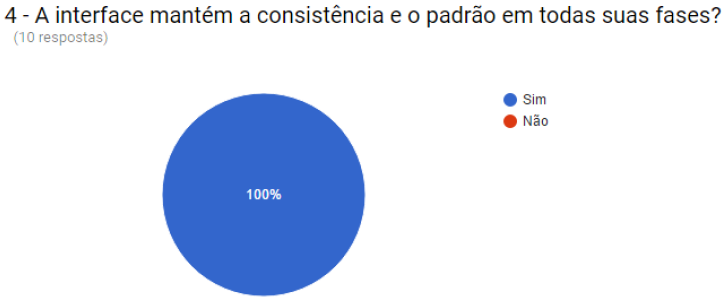 4 - A interface mantém a consistência e o padrão em todas suas fases?
(10 respostas)
Sim
Não
100%